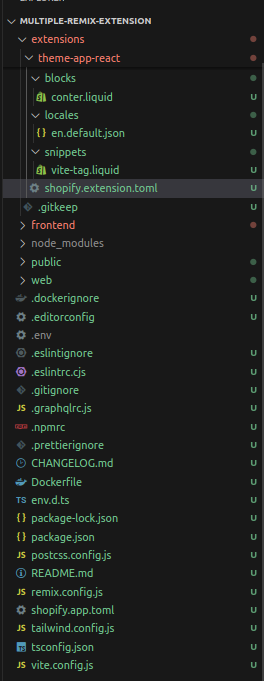 MULTIPLE-REMIX-EXTENSION
extensions
theme-app-react
blocks
conter.liquid U
locales
{} en.default.json U
snippets
vite-tag.liquid U
shopify.extension.toml U
.gitkeep U
frontend
node_modules
public
web
.dockerignore U
.editorconfig U
.env
.eslintignore U
.eslintrc.cjs U
.gitignore U
JS .graphqlrc.js U
.npmrc U
.prettierignore U
CHANGELOG.md U
Dockerfile U
TS env.d.ts U
{} package-lock.json U
{} package.json U
JS postcss.config.js U
README.md U
JS remix.config.js U
shopify.app.toml U
JS tailwind.config.js U
TS tsconfig.json U
JS vite.config.js U